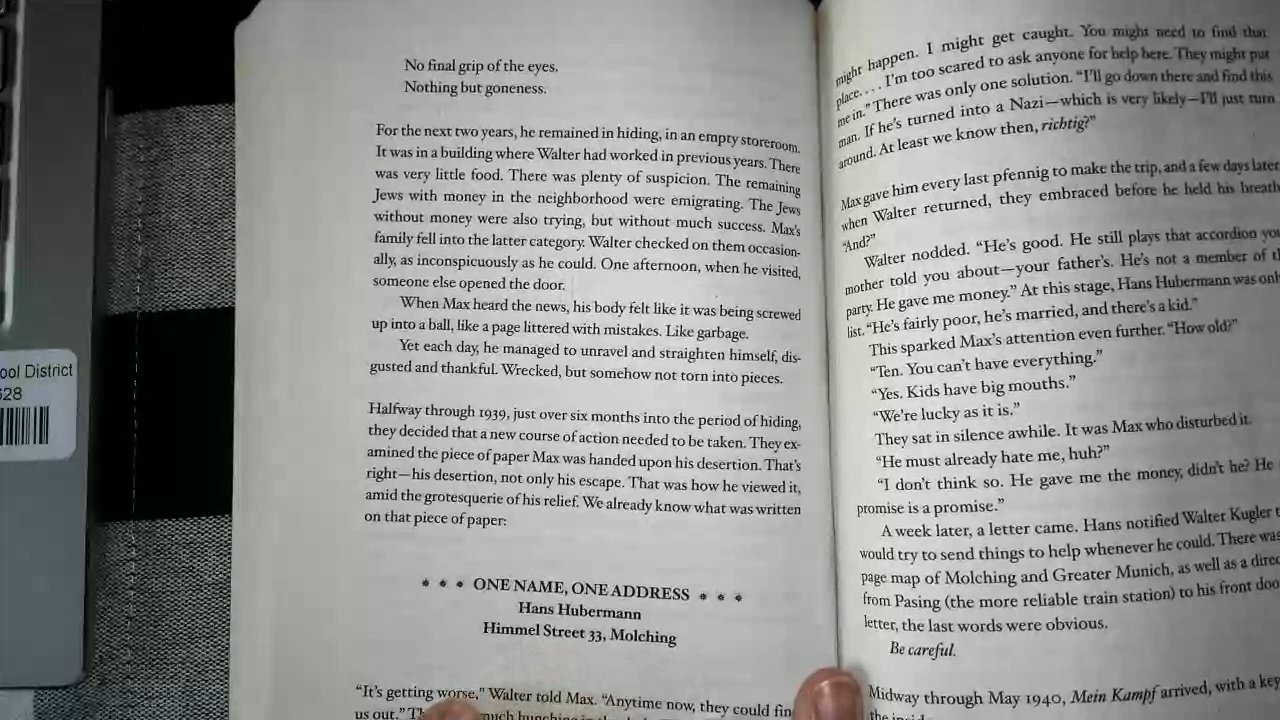 ool District
628
No final grip of the eyes.
Nothing but goneness.
For the next two years, he remained in hiding, in an empty storeroom.
It was in a building where Walter had worked in previous years. There
was very little food. There was plenty of suspicion. The remaining
Jews with money in the neighborhood were emigrating. The Jews
without money were also trying, but without much success. Max's
family fell into the latter category. Walter checked on them occasion-
ally, as inconspicuously as he could. One afternoon, when he visited,
someone else opened the door.
When Max heard the news, his body felt like it was being screwed
up into a ball, like a page littered with mistakes. Like garbage.
Yet each day, he managed to unravel and straighten himself, dis-
gusted and thankful. Wrecked, but somehow not torn into pieces.
Halfway through 1939, just over six months into the period of hiding,
they decided that a new course of action needed to be taken. They ex-
amined the piece of paper Max was handed upon his desertion. That's
right—his desertion, not only his escape. That was how he viewed it,
amid the grotesquerie of his relief. We already know what was written
on that piece of paper:
* * * ONE NAME, ONE ADDRESS * * *
Hans Hubermann
Himmel Street 33, Molching
"It's getting worse," Walter told Max. "Anytime now, they could fin
us out." Th much hunching
might happen. I might get caught. You might need to find that
place. . . . I'm too scared to ask anyone for help here. They might put
me in." There was only one solution. "I'll go down there and find this
man. If he's turned into a Nazi—which is very likely—I'll just turn
around. At least we know then, richtig?"
Max gave him every last pfennig to make the trip, and a few days later,
when Walter returned, they embraced before he held his breath
"And?"
Walter nodded. "He's good. He still plays that accordion you
mother told you about—your father's. He's not a member of t
party. He gave me money." At this stage, Hans Hubermann was onl
list. "He's fairly poor, he's married, and there's a kid."
This sparked Max's attention even further. "How old?"
"Ten. You can't have everything."
"Yes. Kids have big mouths."
"We're lucky as it is."
They sat in silence awhile. It was Max who disturbed it.
"He must already hate me, huh?"
"I don't think so. He gave me the money, didn't he? He
promise is a promise."
A week later, a letter came. Hans notified Walter Kugler t
would try to send things to help whenever he could. There was
page map of Molching and Greater Munich, as well as a direc
from Pasing (the more reliable train station) to his front doo
letter, the last words were obvious.
Be careful.
Midway through May 1940, Mein Kampf arrived, with a key
the